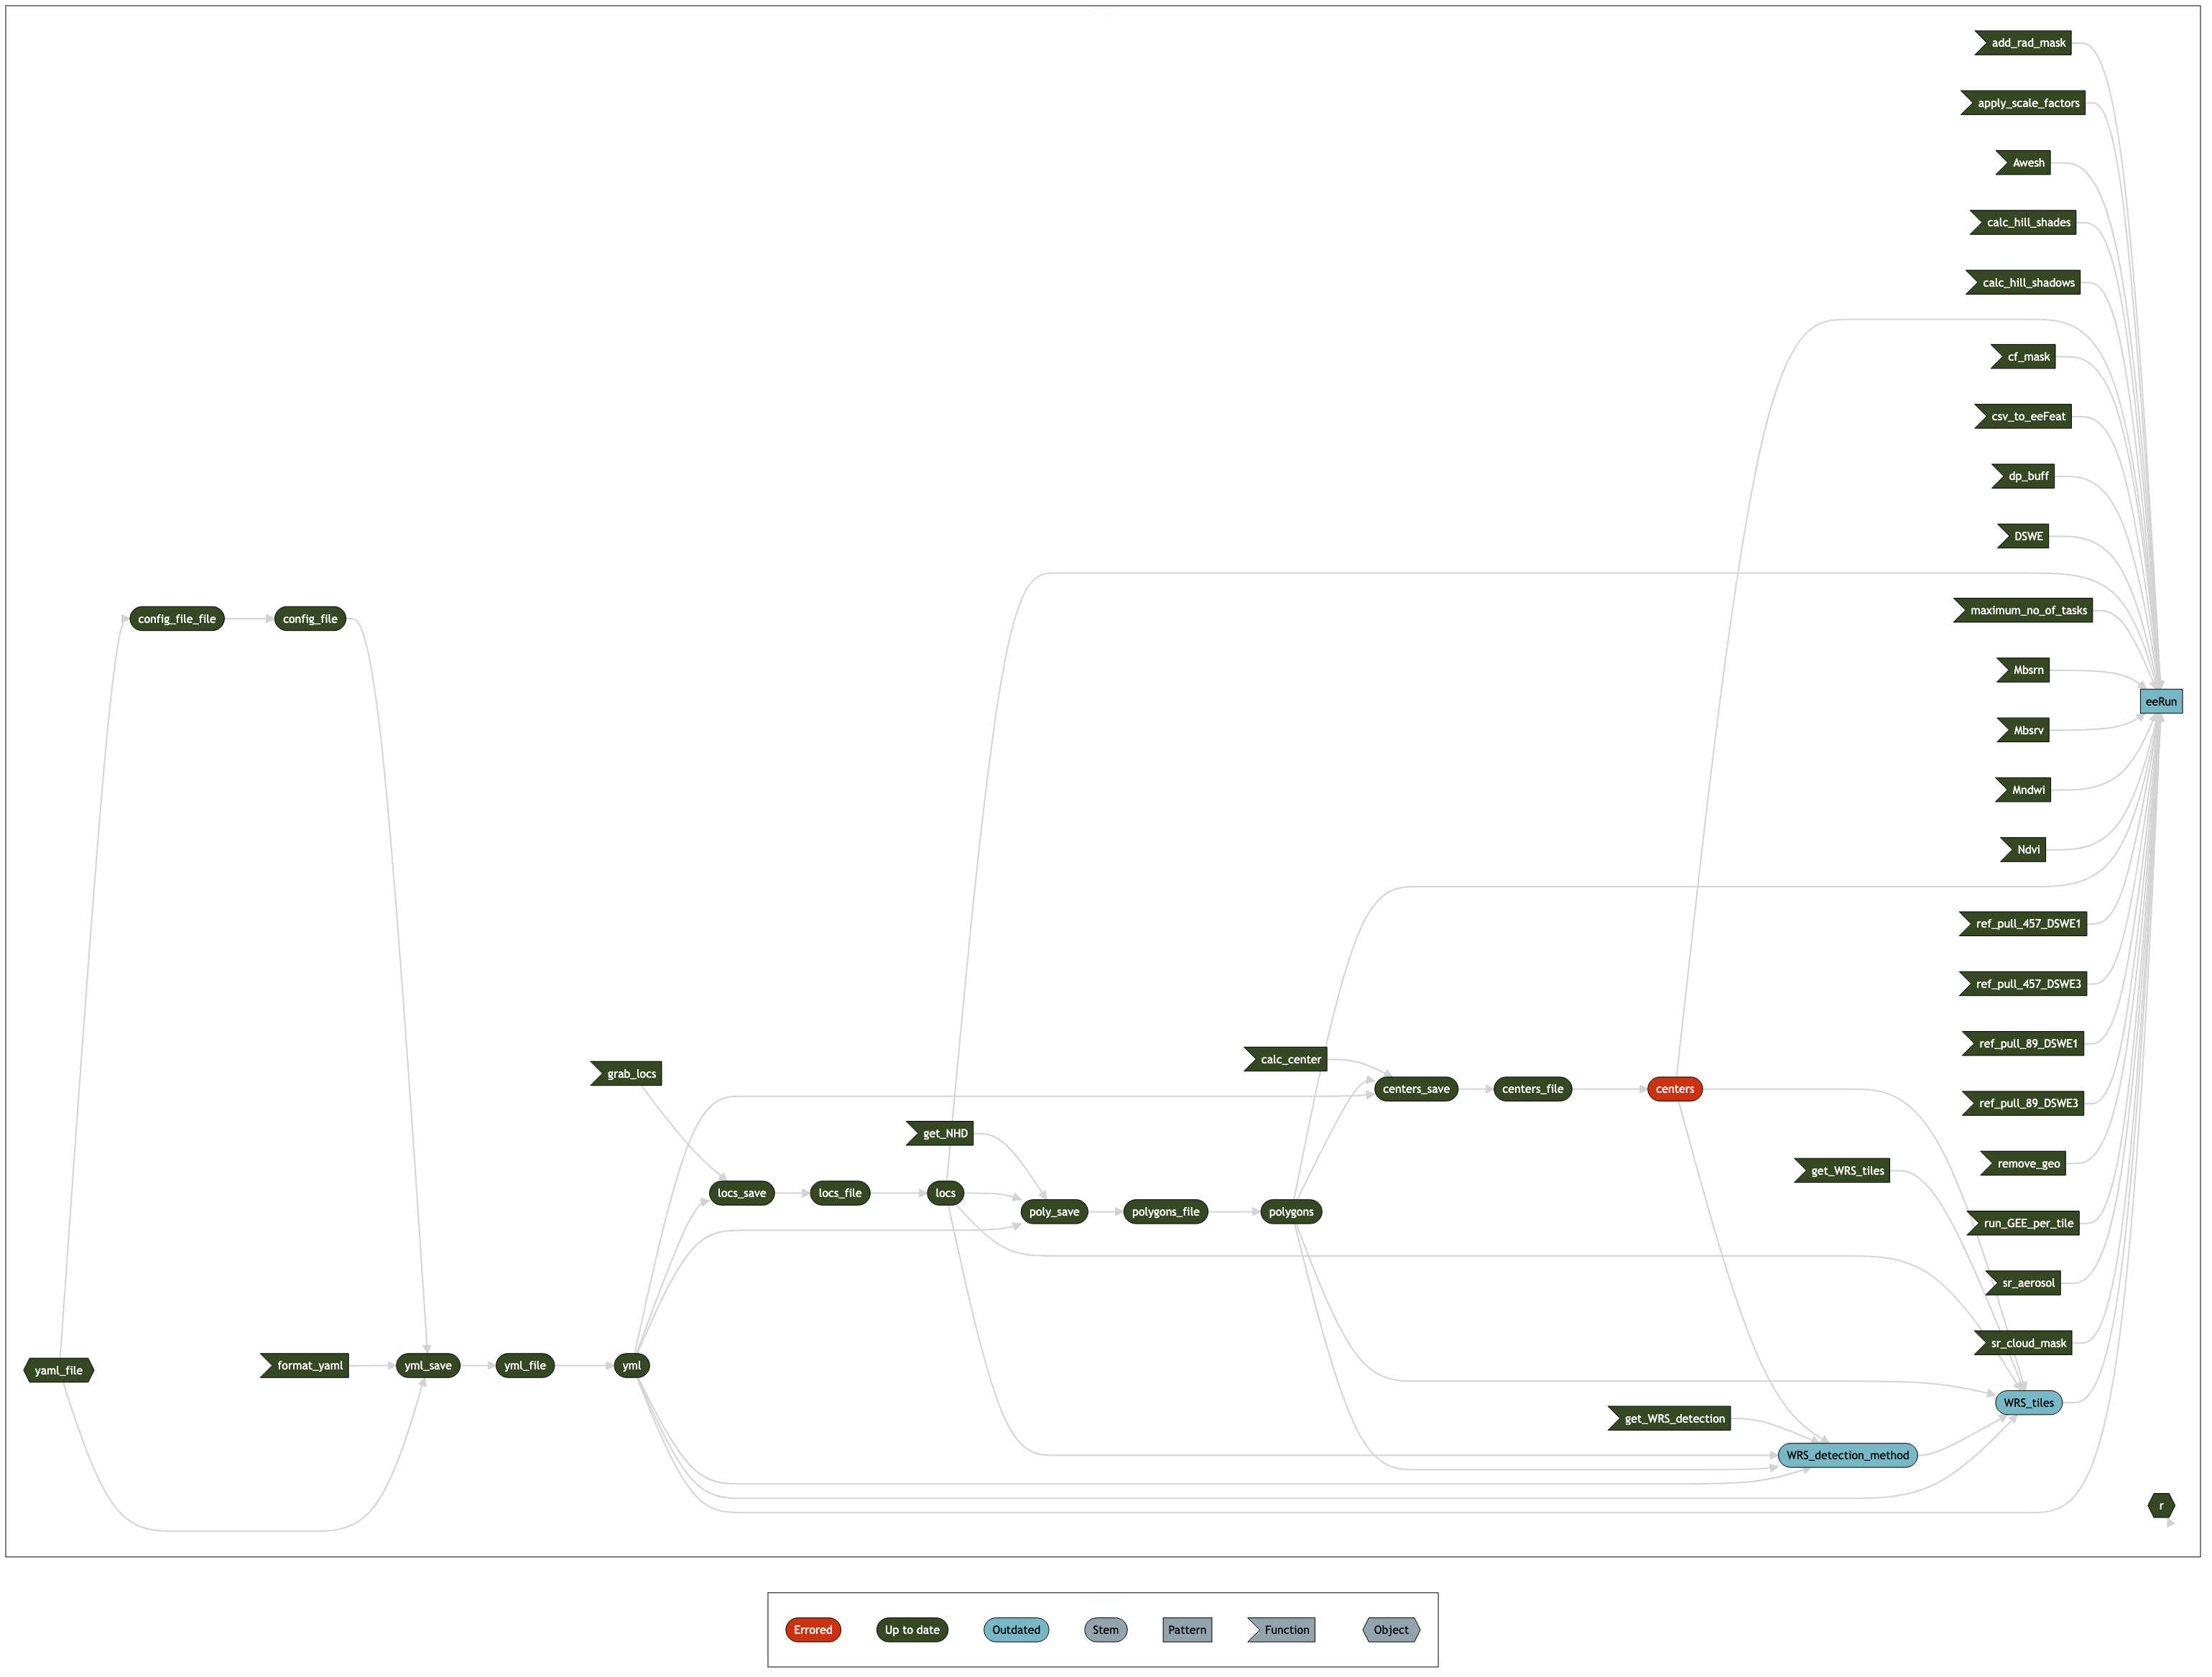 add_rad_mask
apply_scale_factors
Awesh
calc_hill_shades
calc_hill_shadows
cf_mask
csv_to_eeFeat
dp_buff
DSWE
maximum_no_of_tasks
config_file_file
config_file
Mbsrn
eeRun
Mbsrv
Mndwi
Ndvi
ref_pull_457_DSWE1
ref_pull_457_DSWE3
ref_pull_89_DSWE1
calc_center
grab_locs
centers_save
centers_file
centers
ref_pull_89_DSWE3
get_NHD
remove_geo
get_WRS_tiles
locs_save
locs_file
locs
poly_save
polygons_file
polygons
run_GEE_per_tile
sr_aerosol
sr_cloud_mask
yaml_file
format_yaml
yml_save
yml_file
yml
WRS_tiles
get_WRS_detection
WRS_detection_method
r
Errored
Up to date
Outdated
Stem
Pattern
Function
Object